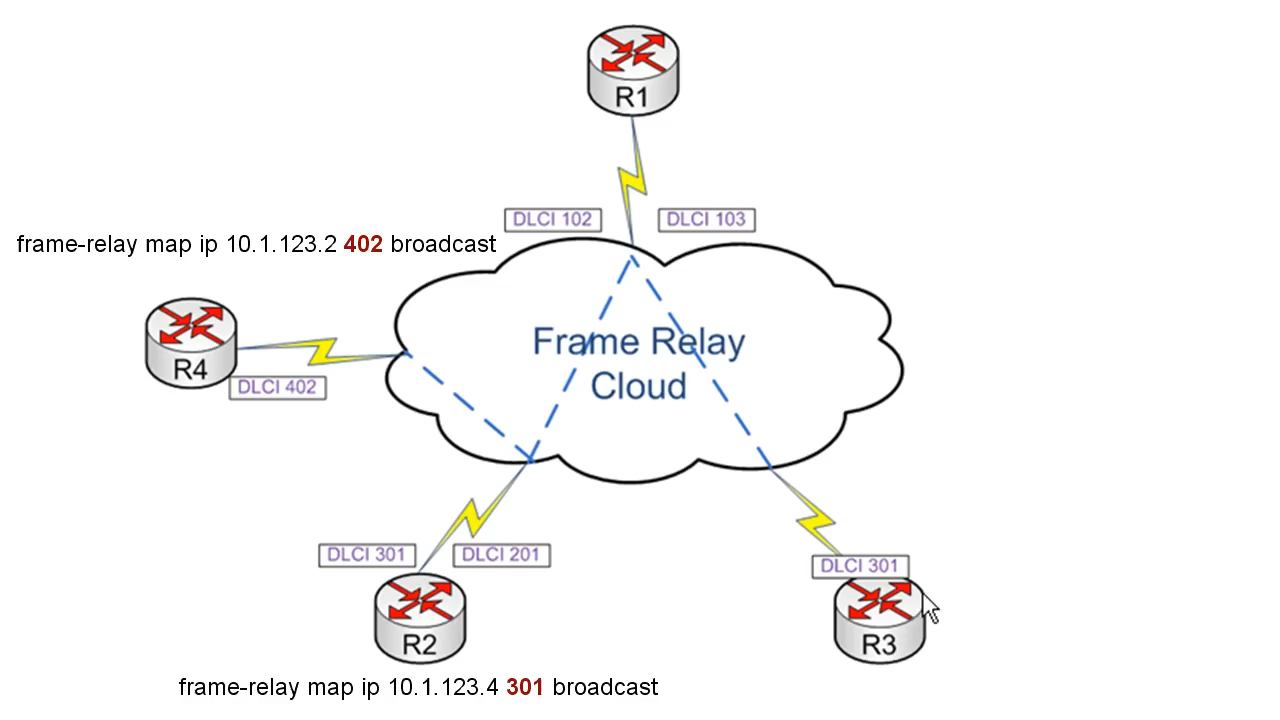 R1
DLCI 102
DLCI 103
frame-relay map ip 10.1.123.2 402 broadcast
Frame Relay
Cloud
R4
DLCI 402
DLCI 301
DLCI 201
DLCI 301
R2
R3
frame-relay map ip 10.1.123.4 301 broadcast